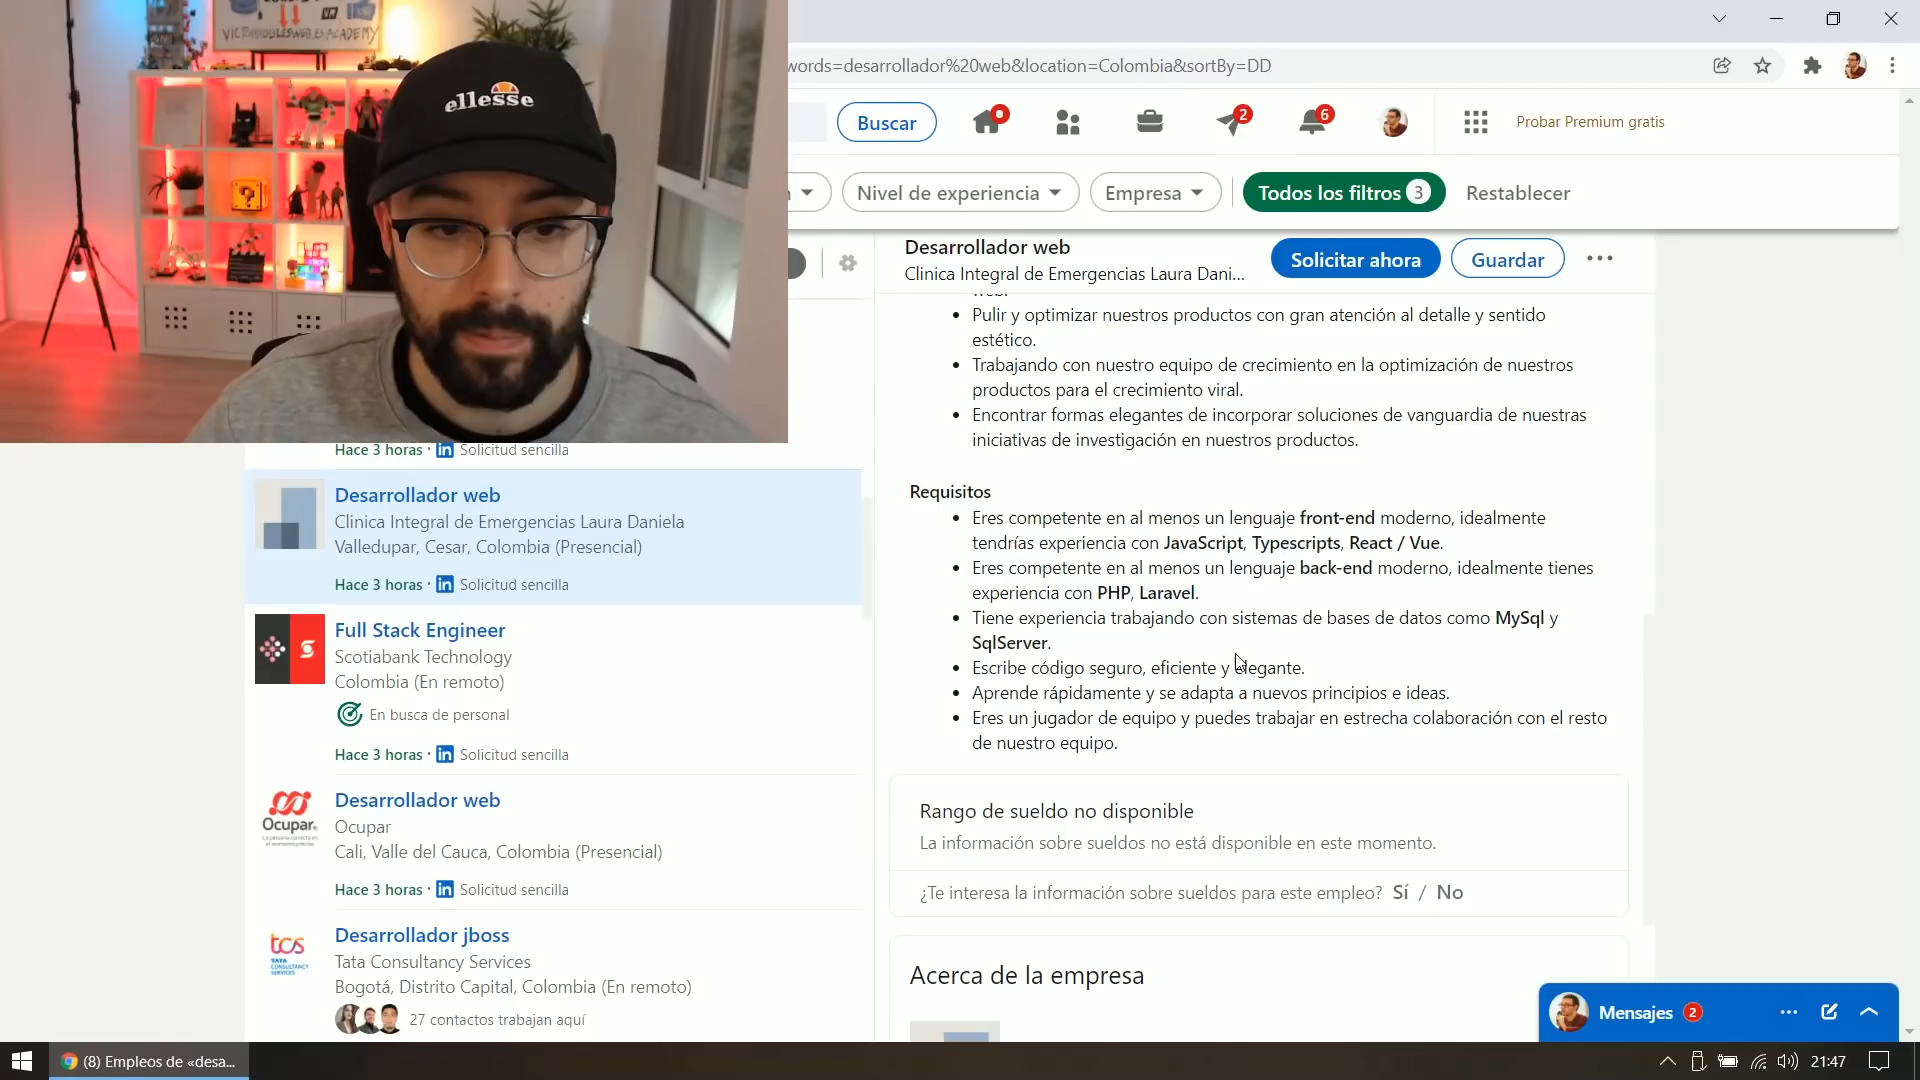 VICTORROBLESWEB.ES ACADEMY
ellesse
words=desarrollador%20web&location=Colombia&sortBy=DD
Buscar
2
6
Probar Premium gratis
Nivel de experiencia
Empresa
Todos los filtros 3
Restablecer
Desarrollador web
Clinica Integral de Emergencias Laura Dani...
Solicitar ahora
Guardar
web.
• Pulir y optimizar nuestros productos con gran atención al detalle y sentido
estético.
• Trabajando con nuestro equipo de crecimiento en la optimización de nuestros
productos para el crecimiento viral.
• Encontrar formas elegantes de incorporar soluciones de vanguardia de nuestras
iniciativas de investigación en nuestros productos.
Requisitos
• Eres competente en al menos un lenguaje front-end moderno, idealmente
tendrías experiencia con JavaScript, Typescripts, React / Vue.
• Eres competente en al menos un lenguaje back-end moderno, idealmente tienes
experiencia con PHP, Laravel.
• Tiene experiencia trabajando con sistemas de bases de datos como MySql y
SqlServer.
• Escribe código seguro, eficiente y elegante.
• Aprende rápidamente y se adapta a nuevos principios e ideas.
• Eres un jugador de equipo y puedes trabajar en estrecha colaboración con el resto
de nuestro equipo.
Rango de sueldo no disponible
La información sobre sueldos no está disponible en este momento.
¿Te interesa la información sobre sueldos para este empleo? Sí / No
Acerca de la empresa
Hace 3 horas · in Solicitud sencilla
Desarrollador web
Clinica Integral de Emergencias Laura Daniela
Valledupar, Cesar, Colombia (Presencial)
Hace 3 horas · in Solicitud sencilla
Full Stack Engineer
Scotiabank Technology
Colombia (En remoto)
En busca de personal
Hace 3 horas · in Solicitud sencilla
Ocupar
Desarrollador web
Ocupar
Cali, Valle del Cauca, Colombia (Presencial)
Hace 3 horas · in Solicitud sencilla
tcs
TATA
CONSULTANCY
SERVICES
Desarrollador jboss
Tata Consultancy Services
Bogotá, Distrito Capital, Colombia (En remoto)
27 contactos trabajan aquí
Mensajes 2
(8) Empleos de «desa...
21:47